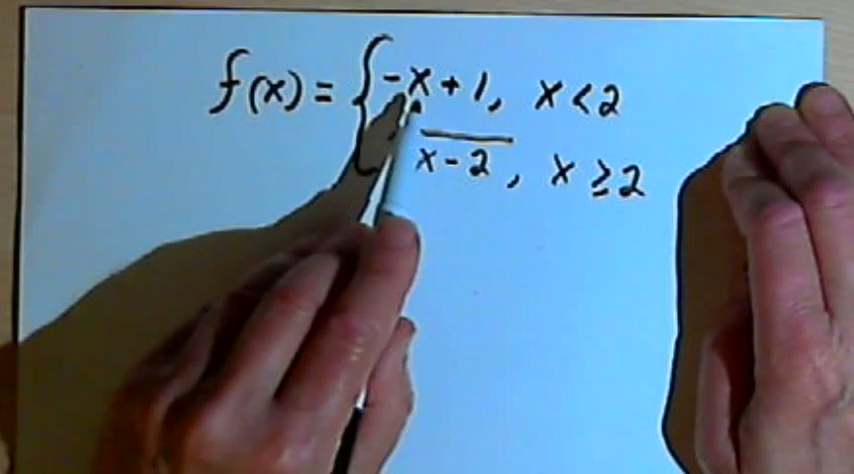 f(x) = { -x + 1, x < 2
√(x - 2), x ≥ 2